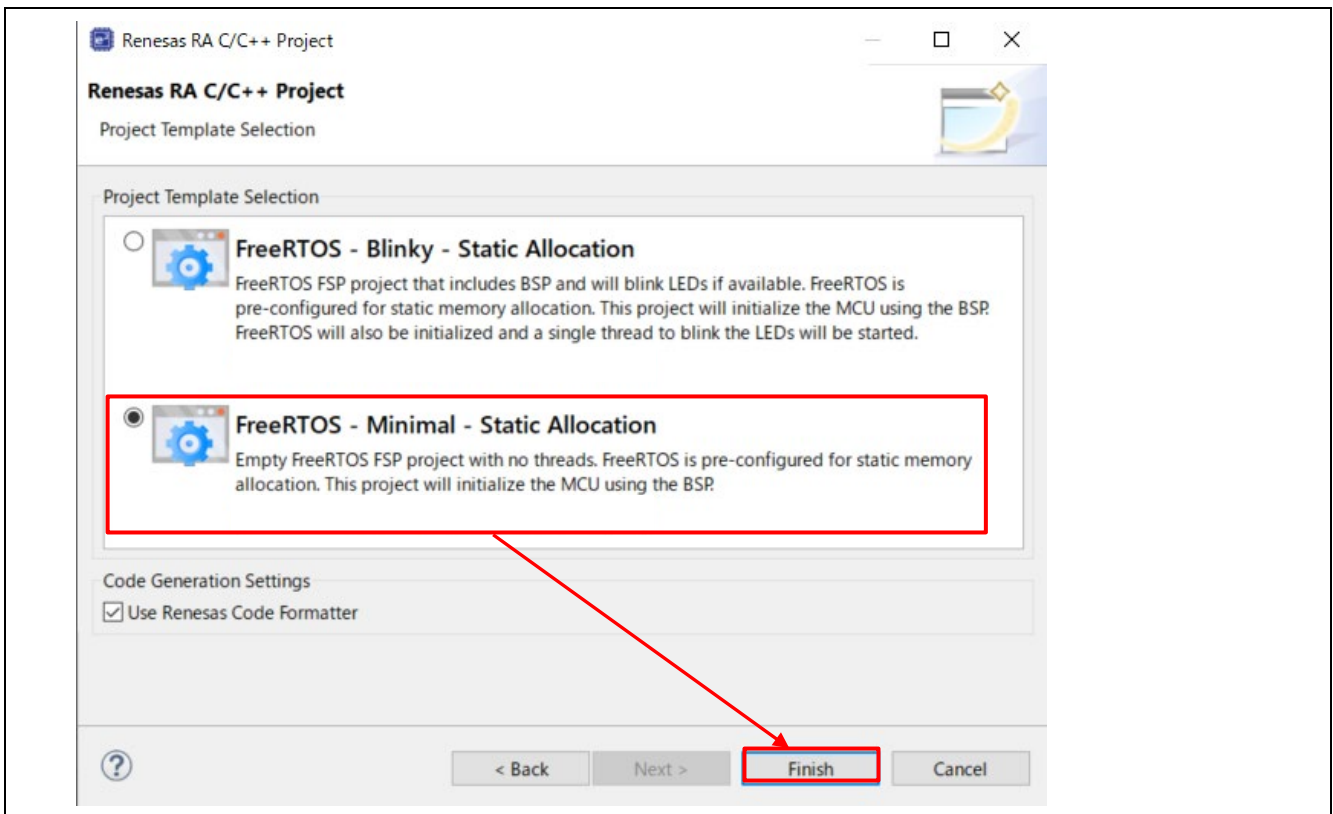 Renesas RA C/C++ Project
Renesas RA C/C++ Project
Project Template Selection
Project Template Selection
FreeRTOS - Blinky - Static Allocation
FreeRTOS FSP project that includes BSP and will blink LEDs if available. FreeRTOS is
pre-configured for static memory allocation. This project will initialize the MCU using the BSP.
FreeRTOS will also be initialized and a single thread to blink the LEDs will be started.
FreeRTOS - Minimal - Static Allocation
Empty FreeRTOS FSP project with no threads. FreeRTOS is pre-configured for static memory
allocation. This project will initialize the MCU using the BSP.
Code Generation Settings
Use Renesas Code Formatter
? < Back Next > Finish Cancel